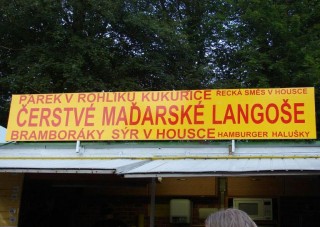 PÁREK V ROHLÍKU KUKUŘICE ŘECKÁ SMĚS V HOUSCE
ČERSTVÉ MAĎARSKÉ LANGOŠE
BRAMBORÁKY SÝR V HOUSCE HAMBURGER HALUŠKY